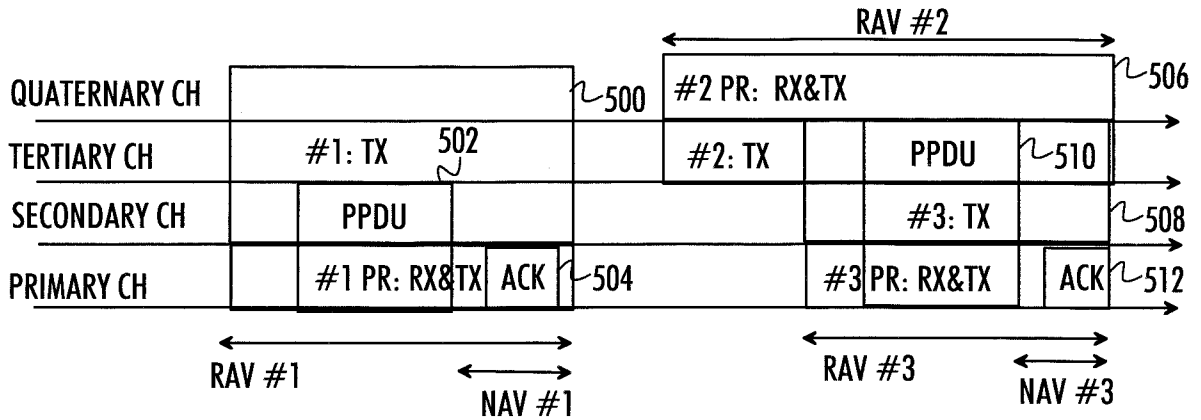 RAV #2
QUATERNARY CH
#2 PR: RX&TX
500
506
TERTIARY CH
#1: TX
502
#2: TX
PPDU
510
SECONDARY CH
PPDU
#3: TX
508
PRIMARY CH
#1 PR: RX&TX
ACK
504
#3 PR: RX&TX
ACK
512
RAV #1
NAV #1
RAV #3
NAV #3